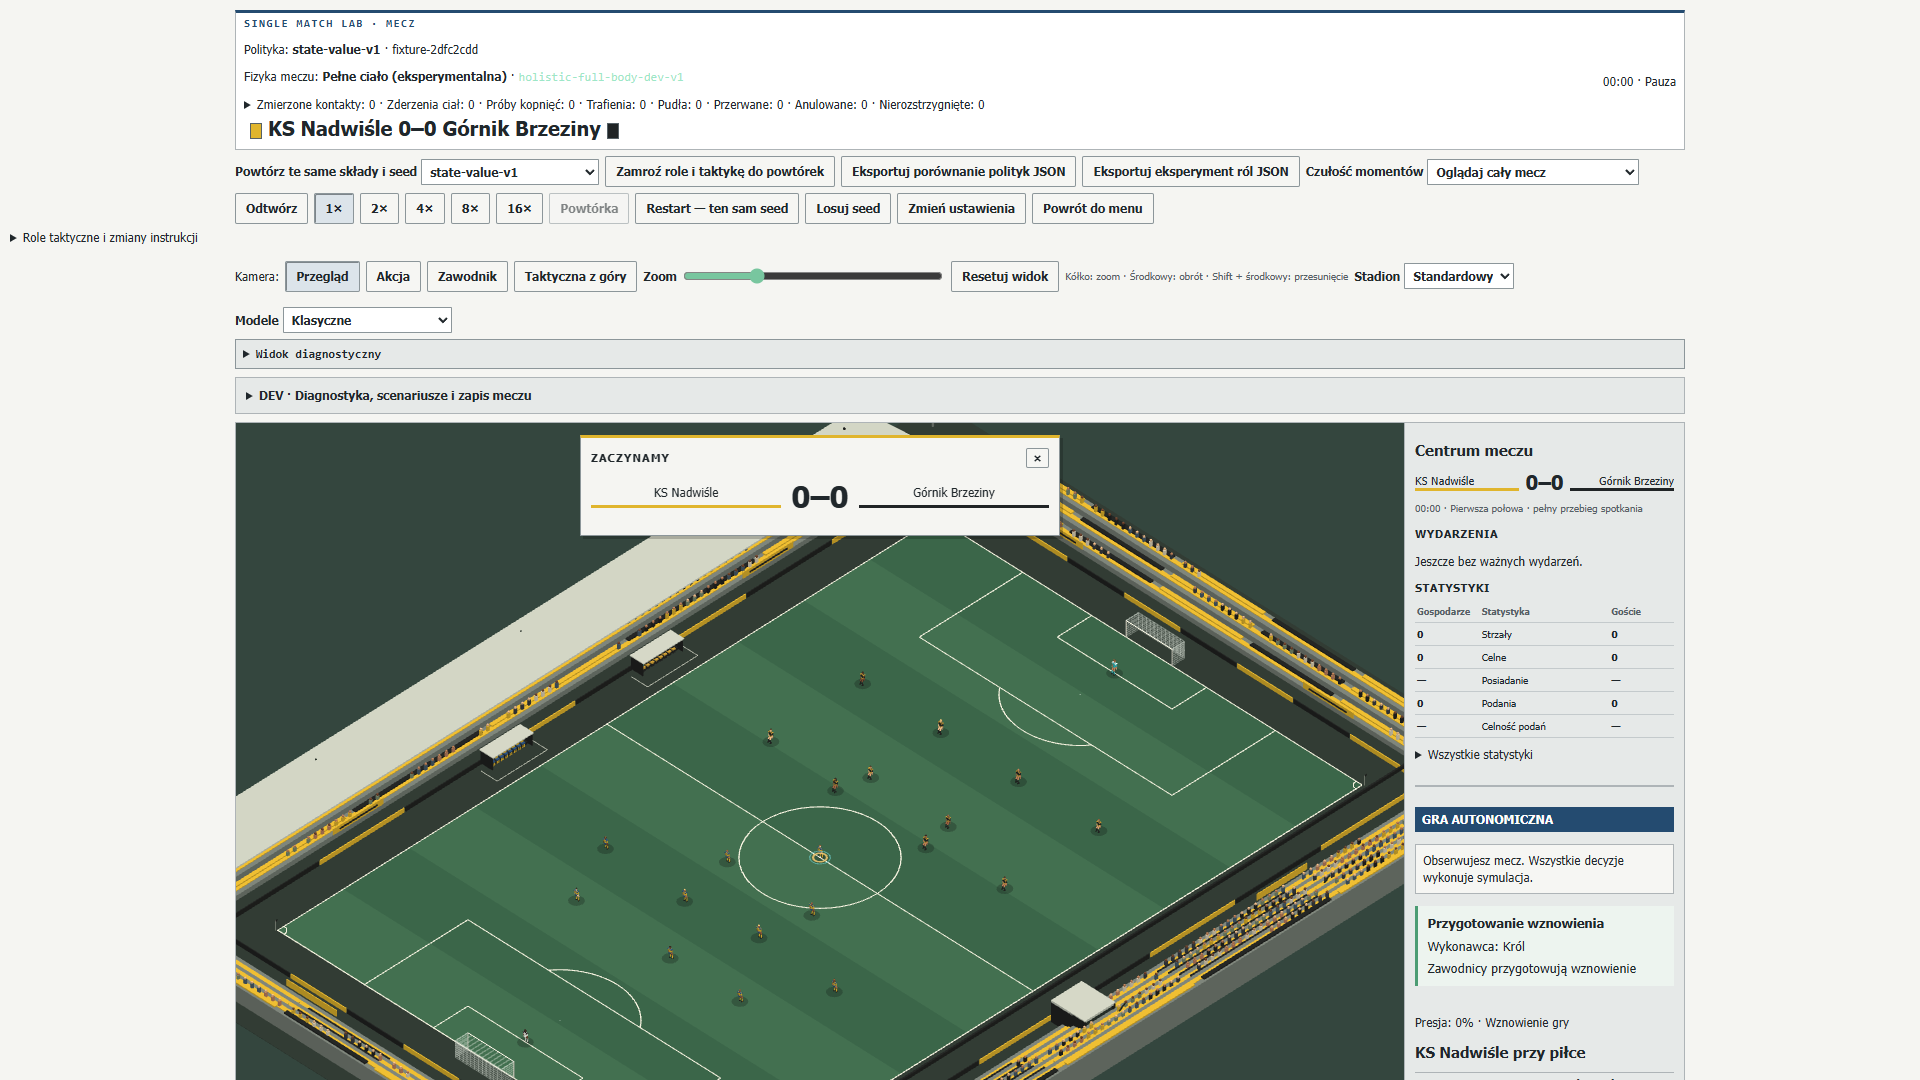 SINGLE MATCH LAB · MECZ
Polityka: state-value-v1 · fixture-2dfc2cdd
Fizyka meczu: Pełne ciało (eksperymentalna) · holistic-full-body-dev-v1
00:00 · Pauza
▶ Zmierzone kontakty: 0 · Zderzenia ciał: 0 · Próby kopnięć: 0 · Trafienia: 0 · Pudła: 0 · Przerwane: 0 · Anulowane: 0 · Nierozstrzygnięte: 0
KS Nadwiśle 0–0 Górnik Brzeziny
Powtórz te same składy i seed state-value-v1 Zamroź role i taktykę do powtórek Eksportuj porównanie polityk JSON Eksportuj eksperyment ról JSON Czułość momentów Oglądaj cały mecz
Odtwórz 1× 2× 4× 8× 16× Powtórka Restart — ten sam seed Losuj seed Zmień ustawienia Powrót do menu
▶ Role taktyczne i zmiany instrukcji
Kamera: Przegląd Akcja Zawodnik Taktyczna z góry Zoom Resetuj widok Kółko: zoom · Środkowy: obrót · Shift + środkowy: przesunięcie Stadion Standardowy
Modele Klasyczne
▶ Widok diagnostyczny
▶ DEV · Diagnostyka, scenariusze i zapis meczu
ZACZYNAMY ×
KS Nadwiśle 0–0 Górnik Brzeziny
Centrum meczu
KS Nadwiśle 0–0 Górnik Brzeziny
00:00 · Pierwsza połowa · pełny przebieg spotkania
WYDARZENIA
Jeszcze bez ważnych wydarzeń.
STATYSTYKI
Gospodarze Statystyka Goście
0 Strzały 0
0 Celne 0
— Posiadanie —
0 Podania 0
— Celność podań —
▶ Wszystkie statystyki
GRA AUTONOMICZNA
Obserwujesz mecz. Wszystkie decyzje
wykonuje symulacja.
Przygotowanie wznowienia
Wykonawca: Król
Zawodnicy przygotowują wznowienie
Presja: 0% · Wznowienie gry
KS Nadwiśle przy piłce